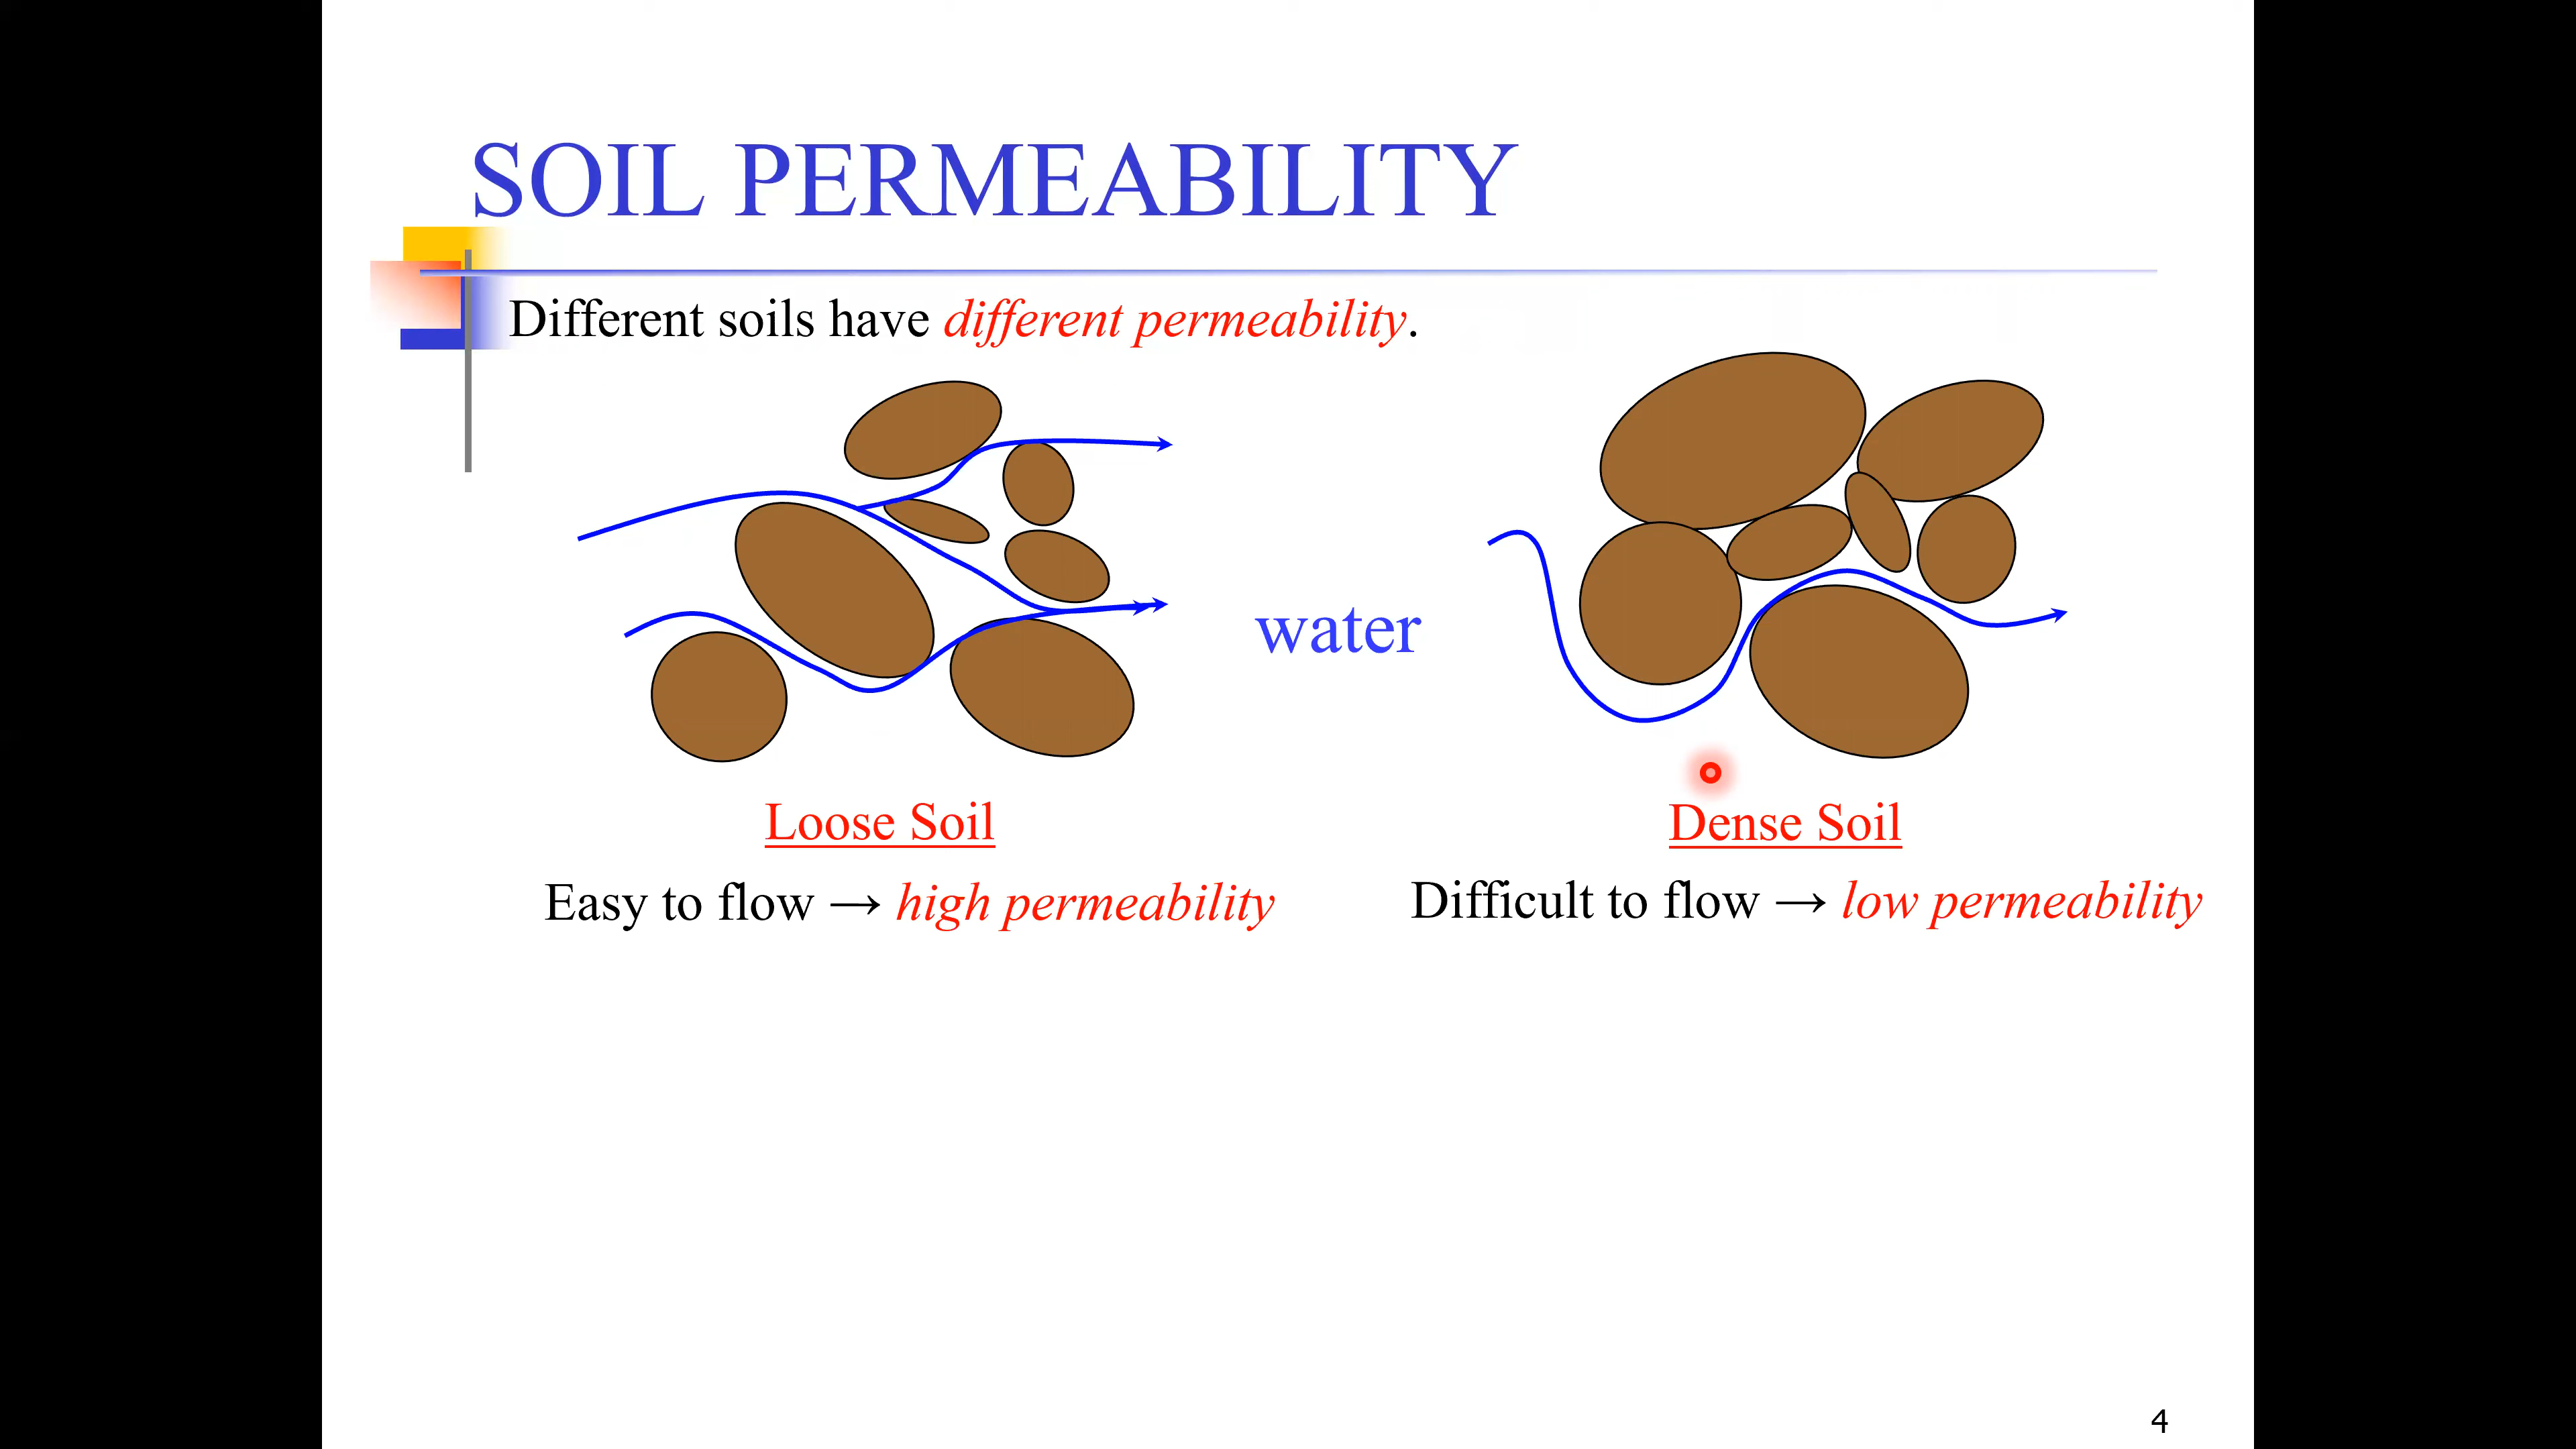 SOIL PERMEABILITY
Different soils have different permeability.
water
Loose Soil
Easy to flow → high permeability
Dense Soil
Difficult to flow → low permeability
4